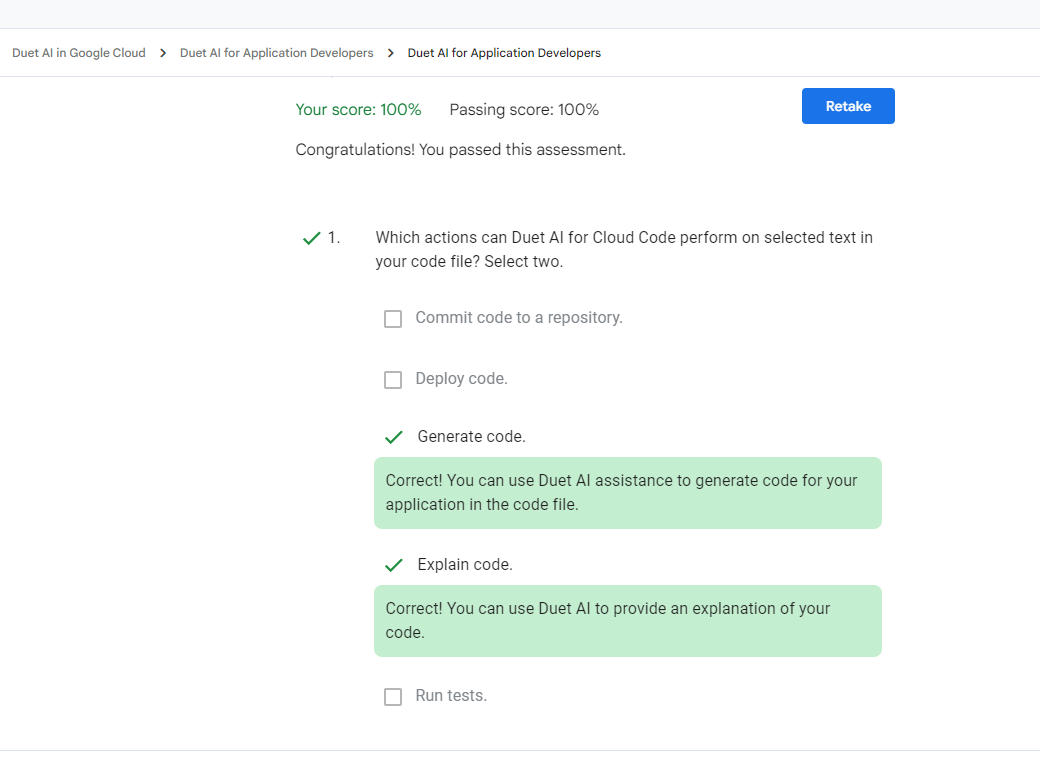 Duet AI in Google Cloud > Duet AI for Application Developers > Duet AI for Application Developers
Your score: 100% Passing score: 100% Retake
Congratulations! You passed this assessment.
1. Which actions can Duet AI for Cloud Code perform on selected text in
your code file? Select two.
Commit code to a repository.
Deploy code.
Generate code.
Correct! You can use Duet AI assistance to generate code for your
application in the code file.
Explain code.
Correct! You can use Duet AI to provide an explanation of your
code.
Run tests.